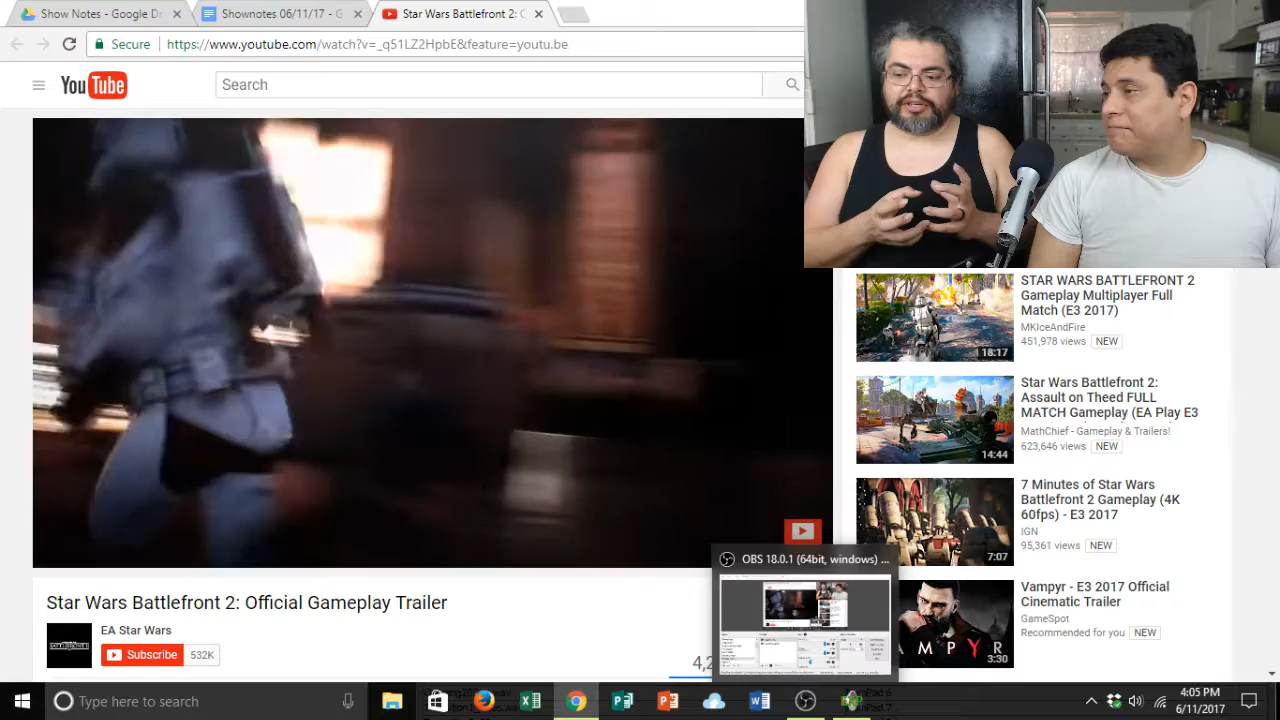 Show Notes - Google Driv
Shownotes 06/11/17 - G
Star Wars Battlefront 2: O
Secure
https://www.youtube.com/watch?v=_q51LZ2HpbE&feature=youtu.be
YouTube
Search
STAR WARS BATTLEFRONT 2
Gameplay Multiplayer Full
Match (E3 2017)
MKIceAndFire
451,978 views NEW
18:17
Star Wars Battlefront 2:
Assault on Theed FULL
MATCH Gameplay (EA Play E3
MathChief - Gameplay & Trailers!
623,646 views NEW
14:44
7 Minutes of Star Wars
Battlefront 2 Gameplay (4K
60fps) - E3 2017
IGN
95,361 views NEW
7:07
OBS 18.0.1 (64bit, windows) ...
Vampyr - E3 2017 Official
Cinematic Trailer
GameSpot
Recommended for you NEW
AMPYR
3:30
Star Wars Battlefront 2: Official Gameplay Trailer
EA Star Wars
Subscribe 532K
4,2
Type here to search
4:05 PM
6/11/2017